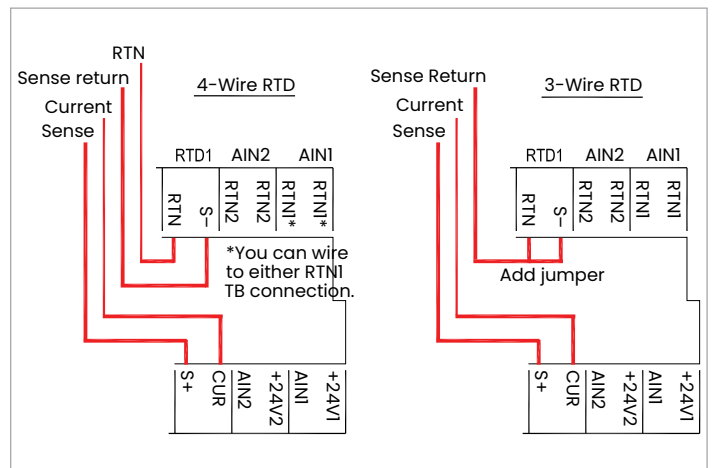 4-Wire RTD
RTN
Sense return
Current
Sense
RTD1 AIN2 AIN1
RTN
S-
RTN2
RTN2
RTN1*
RTN1*
*You can wire
to either RTN1
TB connection.
S+
CUR
AIN2
+24V2
AIN1
+24V1
3-Wire RTD
Sense Return
Current
Sense
RTD1 AIN2 AIN1
RTN
S-
RTN2
RTN2
RTN1
RTN1
Add jumper
S+
CUR
AIN2
+24V2
AIN1
+24V1